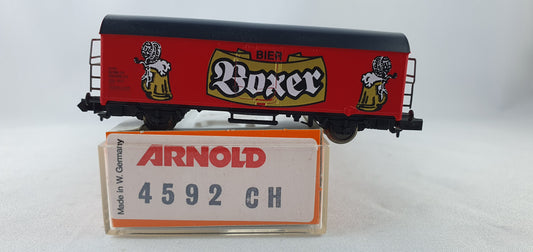 BIER
Boxer
ARNOLD
Made in W. Germany
4592 CH